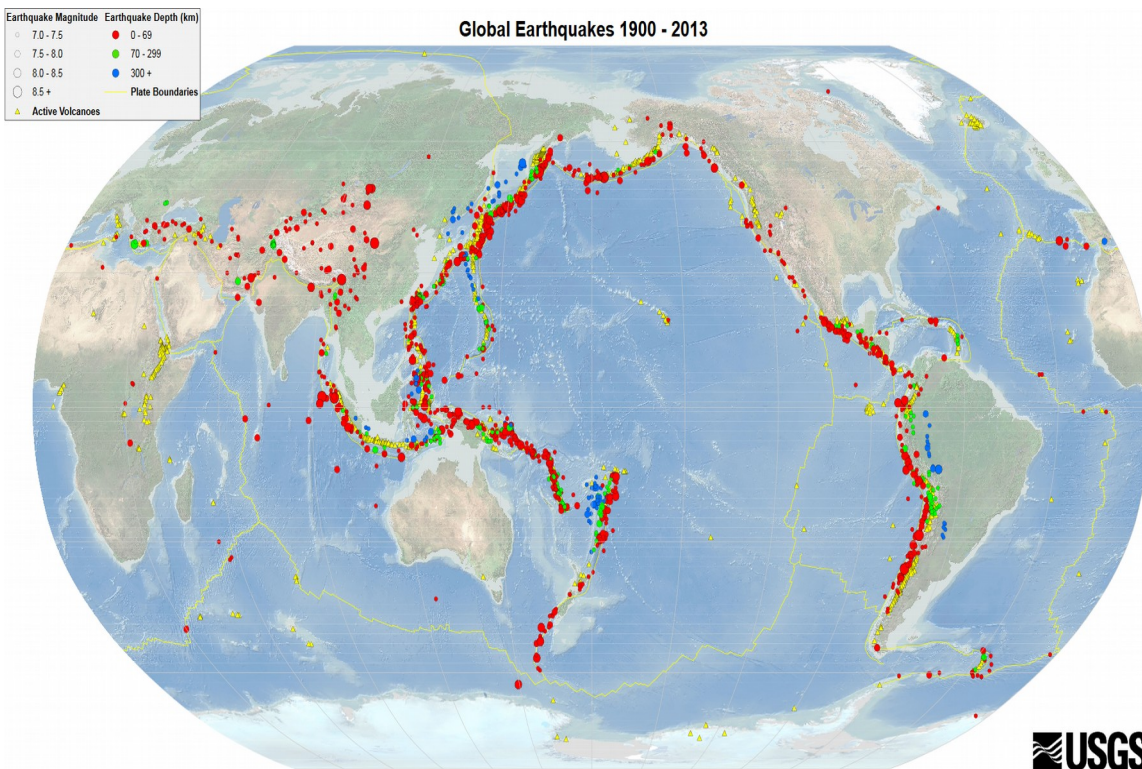 Global Earthquakes 1900 - 2013
Earthquake Magnitude
7.0 - 7.5
7.5 - 8.0
8.0 - 8.5
8.5 +
Active Volcanoes
Earthquake Depth (km)
0 - 69
70 - 299
300 +
Plate Boundaries
USGS